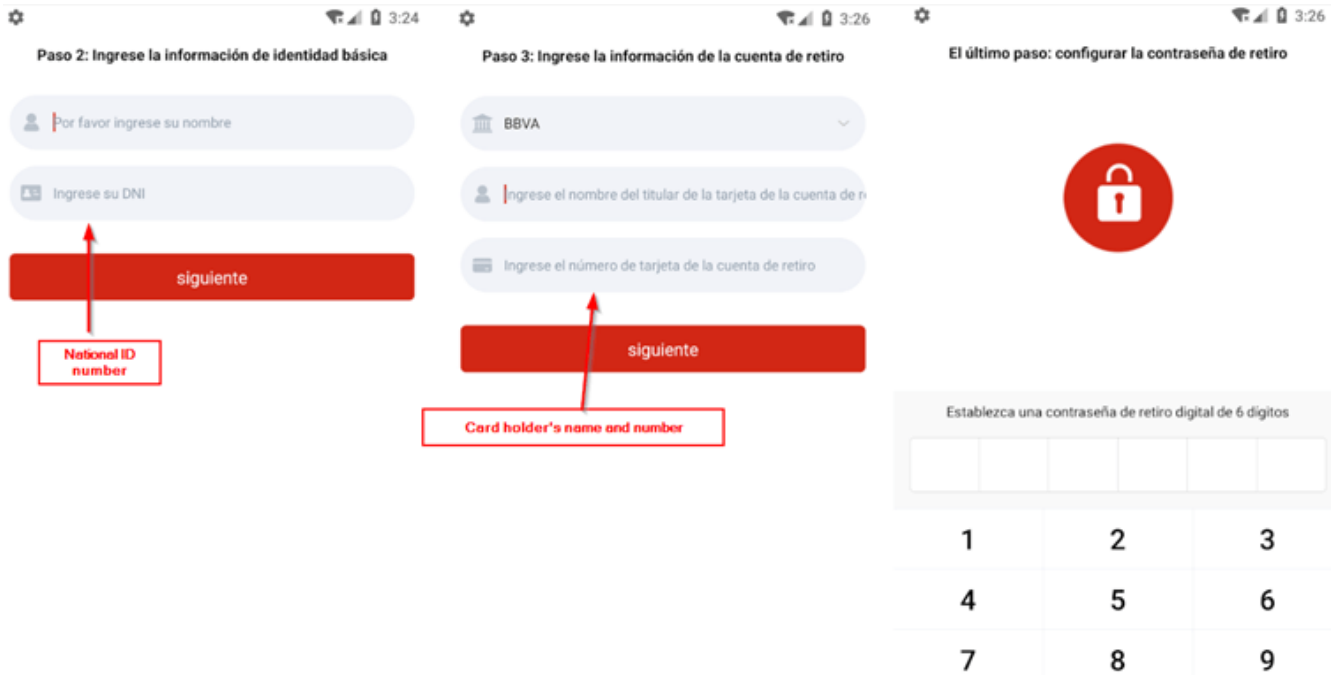 3:24
Paso 2: Ingrese la información de identidad básica
Por favor ingrese su nombre
Ingrese su DNI
siguiente
National ID
number
3:26
Paso 3: Ingrese la información de la cuenta de retiro
BBVA
Ingrese el nombre del titular de la tarjeta de la cuenta de re
Ingrese el número de tarjeta de la cuenta de retiro
siguiente
Card holder's name and number
3:26
El último paso: configurar la contraseña de retiro
Establezca una contraseña de retiro digital de 6 dígitos
1 2 3
4 5 6
7 8 9